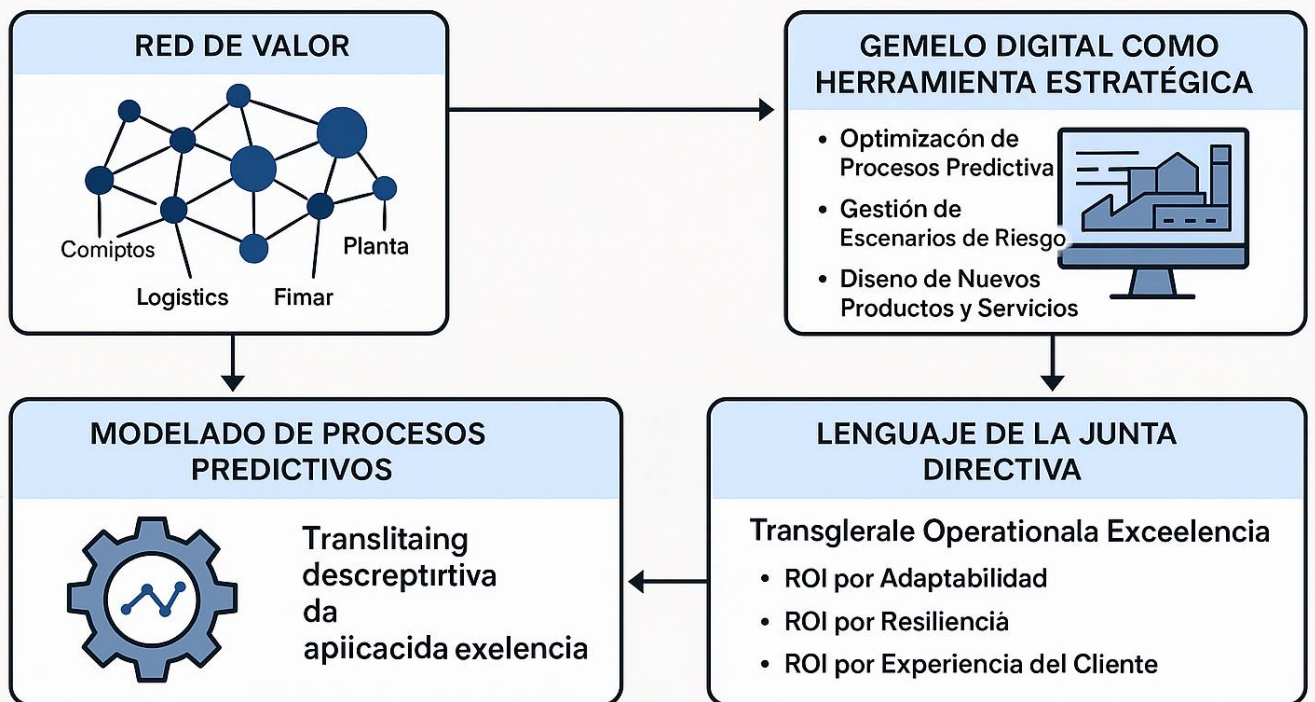 RED DE VALOR
Comiptos
Logistics
Fimar
Planta
GEMELO DIGITAL COMO
HERRAMIENTA ESTRATÉGICA
• Optimizacón de
Procesos Predictiva
• Gestión de
Escenarios de Riesgo
• Diseno de Nuevos
Productos y Servicios
MODELADO DE PROCESOS
PREDICTIVOS
Translitaing
descreptırtiva
da
apiicacida exelencia
LENGUAJE DE LA JUNTA
DIRECTIVA
Transglerale Operationala Exceelencia
• ROI por Adaptabilidad
• ROI por Resilienciá
• ROI por Experiencia del Cliente